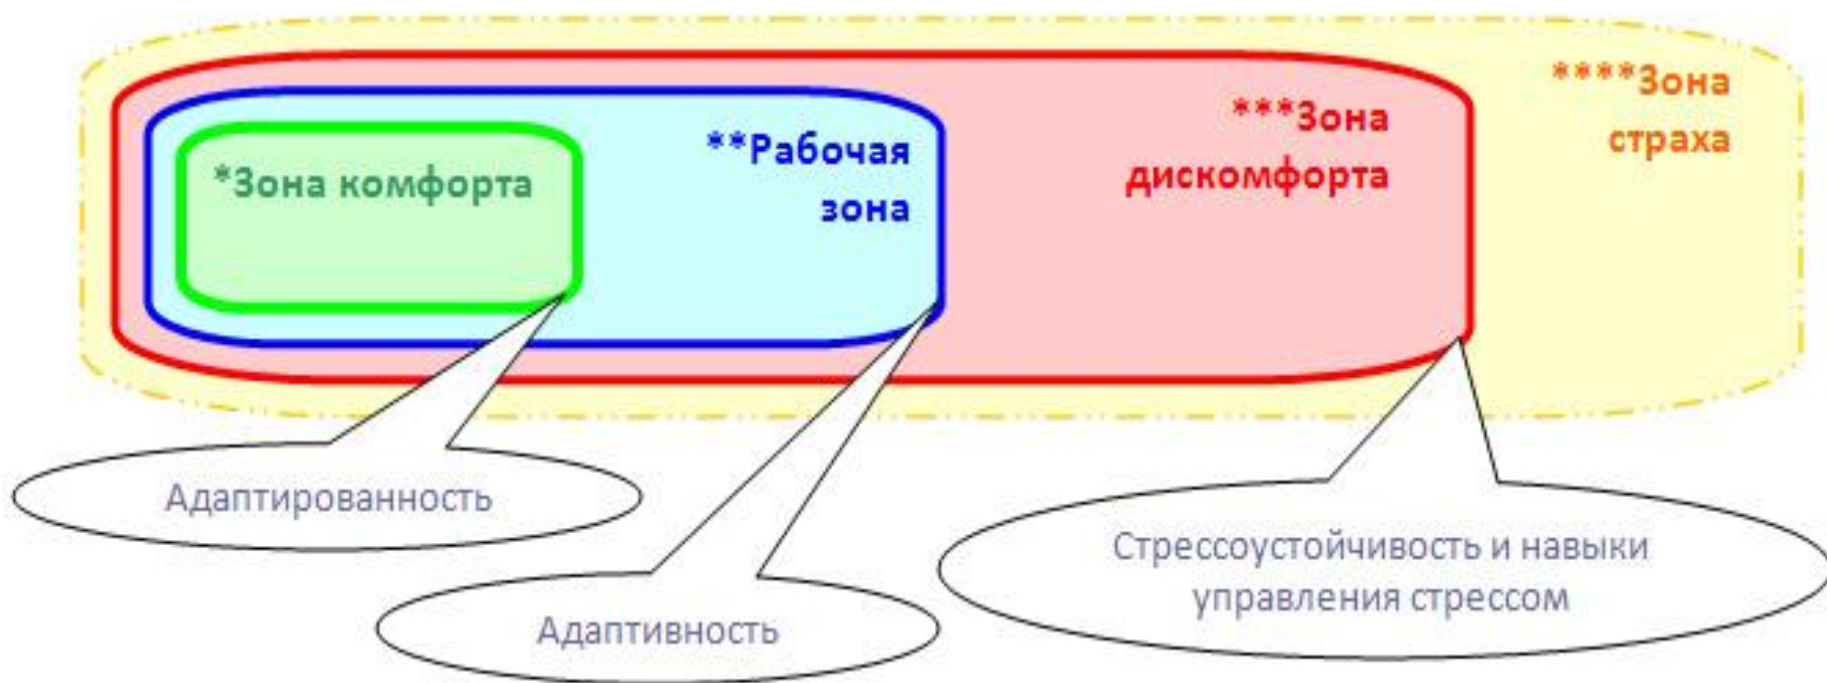 *Зона комфорта
**Рабочая
зона
***Зона
дискомфорта
****Зона
страха
Адаптированность
Адаптивность
Стрессоустойчивость и навыки
управления стрессом